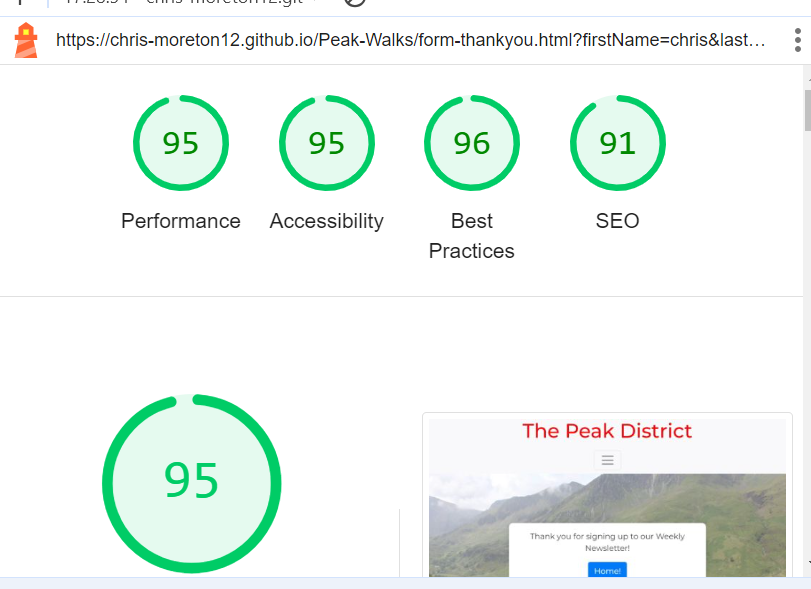 https://chris-moreton12.github.io/Peak-Walks/form-thankyou.html?firstName=chris&last…
95
95
96
91
Performance
Accessibility
Best
Practices
SEO
95
The Peak District
Thank you for signing up to our Weekly
Newsletter!
Home!